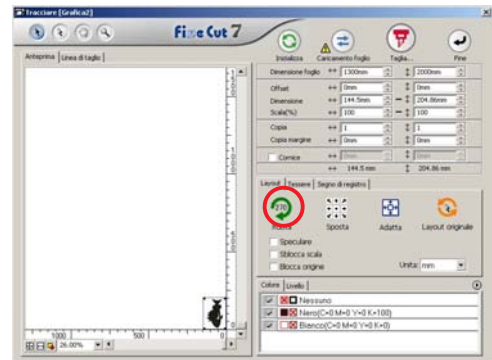 Tracciare [Grafica2]
FineCut 7
Inizializza
Caricamento foglio
Taglia...
Fine
Anteprima
Linea di taglio
Dimensione foglio 1300mm 2000mm
Offset 0mm 0mm
Dimensione 144.5mm 204.86mm
Scala(%) 100 100
Copia 1 1
Copia margine 0mm 0mm
Cornice 0mm 0mm
144.5 mm 204.86 mm
Layout
Tessere
Segno di registro
270
Ruota
Sposta
Adatta
Layout originale
Speculare
Sblocca scala
Blocca origine
Unita: mm
Colore
Livello
Nessuno
Nero(C=0 M=0 Y=0 K=100)
Bianco(C=0 M=0 Y=0 K=0)
1000 500 0
26.00%